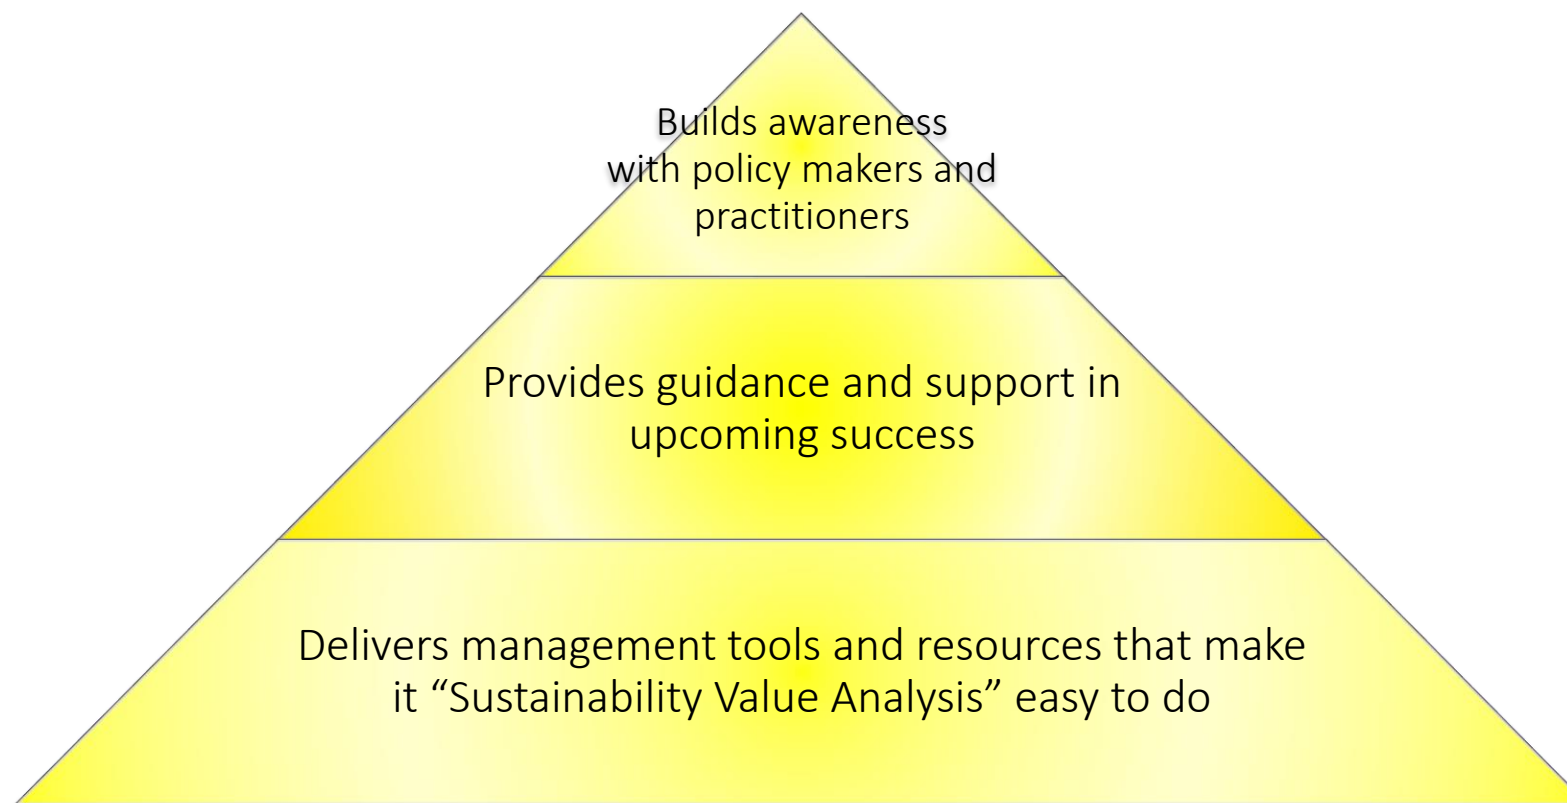 Builds awareness
with policy makers and
practitioners
Provides guidance and support in
upcoming success
Delivers management tools and resources that make
it “Sustainability Value Analysis” easy to do